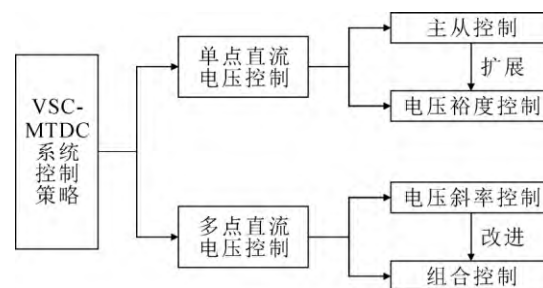 VSC-
MTDC
系统
控制
策略
单点直流
电压控制
多点直流
电压控制
主从控制
扩展
电压裕度控制
电压斜率控制
改进
组合控制